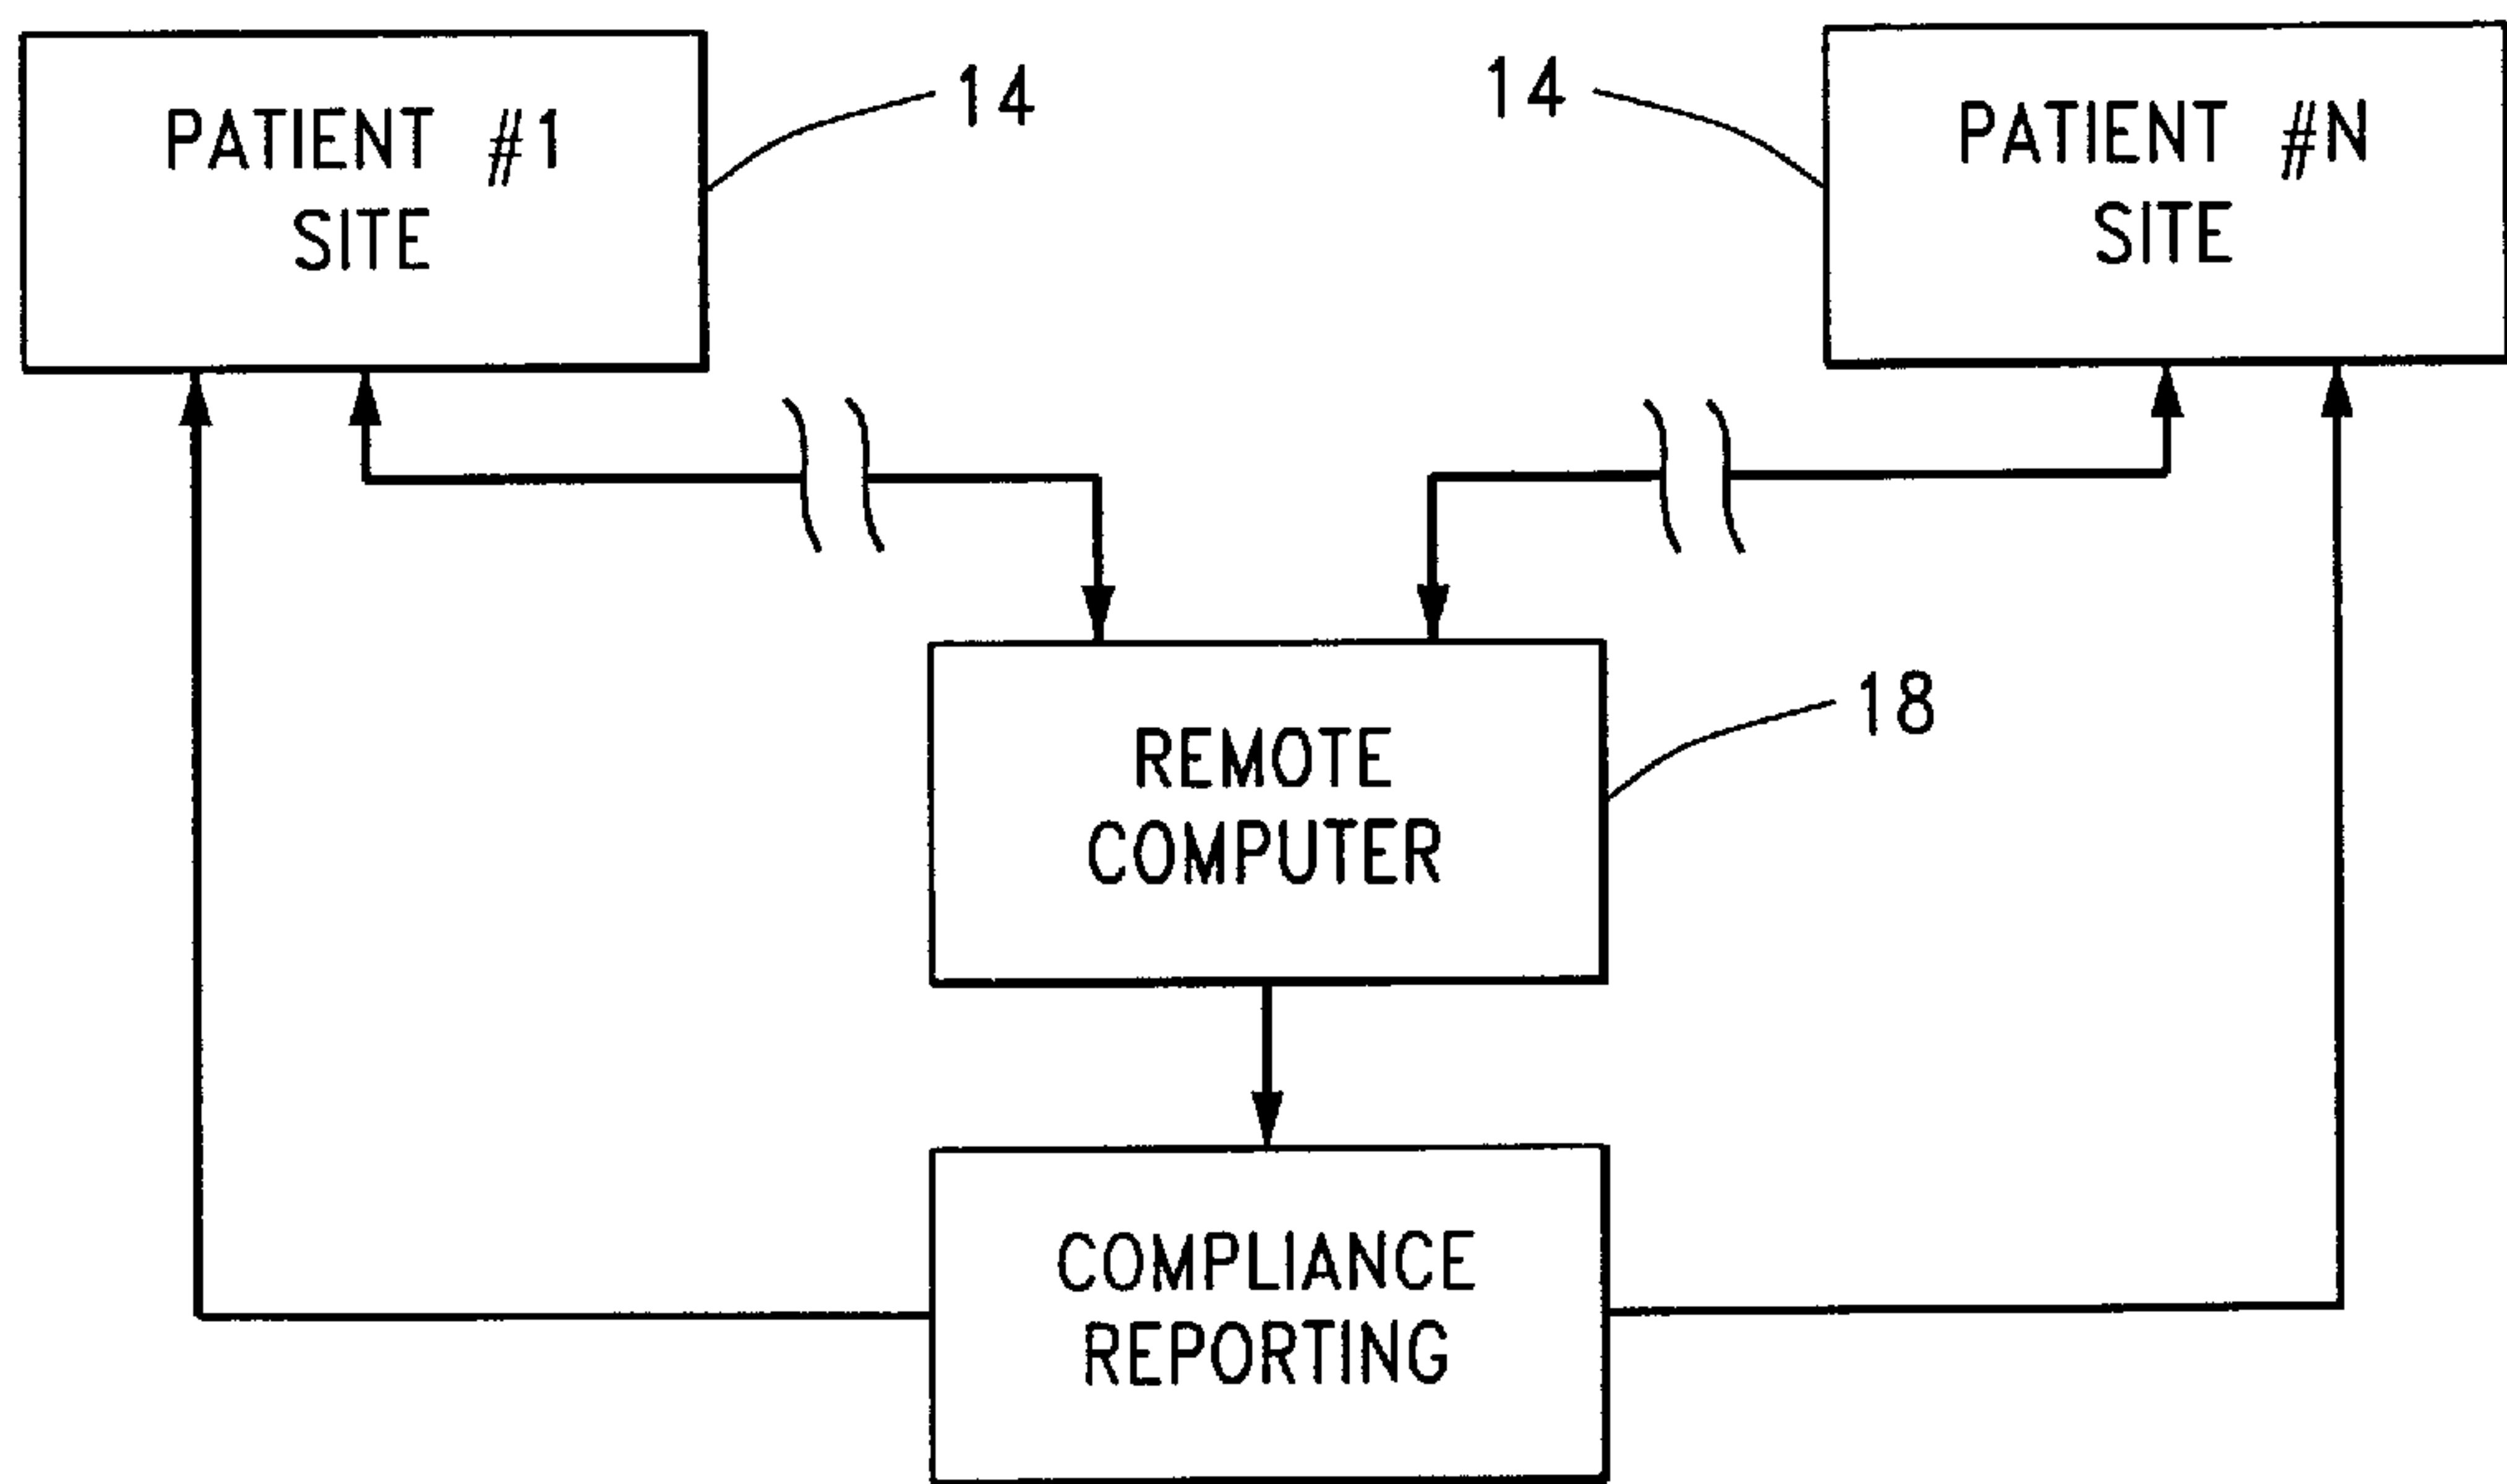 PATIENT #1
SITE
14
14
PATIENT #N
SITE
REMOTE
COMPUTER
18
COMPLIANCE
REPORTING